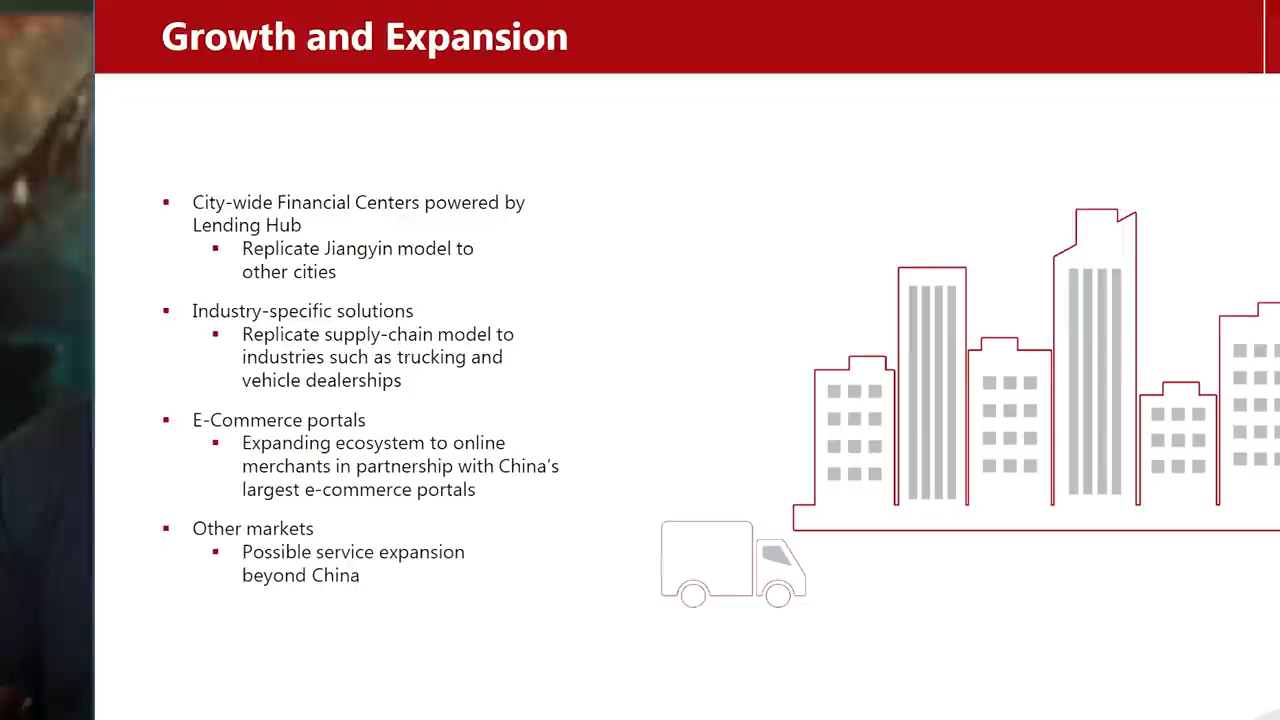 Growth and Expansion
City-wide Financial Centers powered by
Lending Hub
Replicate Jiangyin model to
other cities
Industry-specific solutions
Replicate supply-chain model to
industries such as trucking and
vehicle dealerships
E-Commerce portals
Expanding ecosystem to online
merchants in partnership with China's
largest e-commerce portals
Other markets
Possible service expansion
beyond China